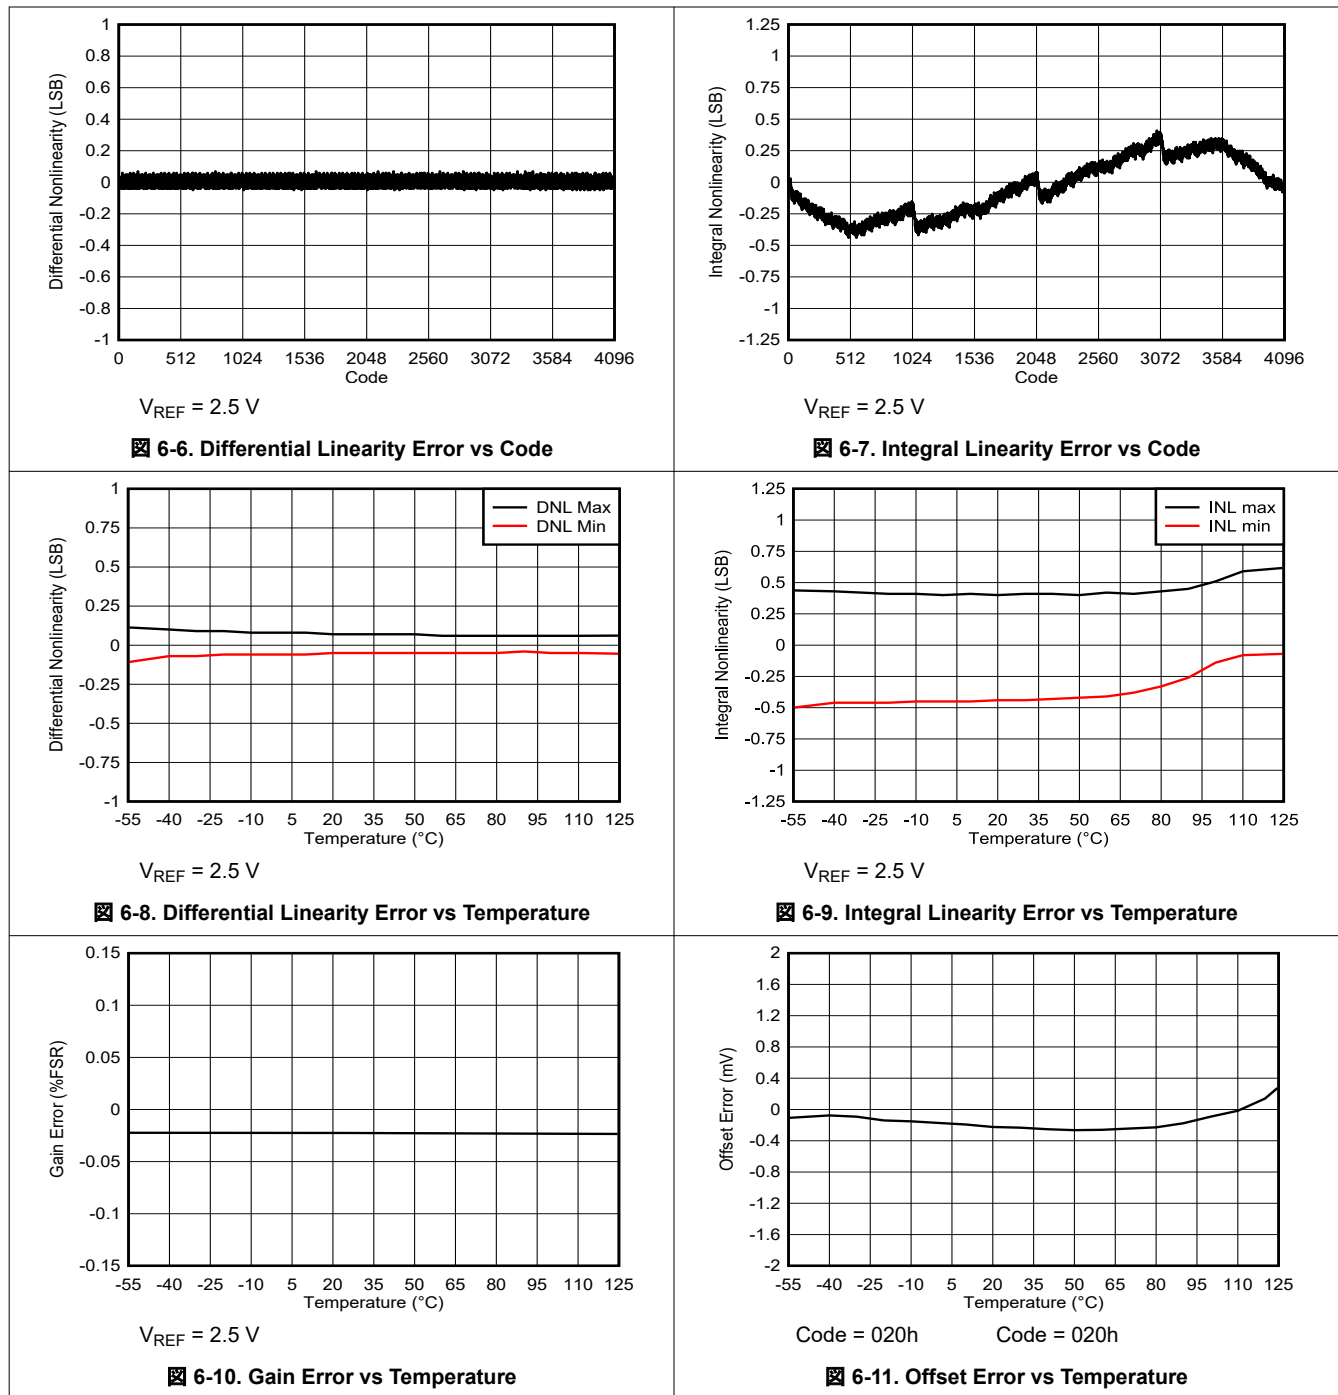 1
0.8
0.6
0.4
0.2
0
-0.2
-0.4
-0.6
-0.8
-1
Differential Nonlinearity (LSB)
0 512 1024 1536 2048 2560 3072 3584 4096
Code
VREF = 2.5 V
図 6-6. Differential Linearity Error vs Code
1.25
1
0.75
0.5
0.25
0
-0.25
-0.5
-0.75
-1
-1.25
Integral Nonlinearity (LSB)
0 512 1024 1536 2048 2560 3072 3584 4096
Code
VREF = 2.5 V
図 6-7. Integral Linearity Error vs Code
1
0.75
0.5
0.25
0
-0.25
-0.5
-0.75
-1
Differential Nonlinearity (LSB)
DNL Max
DNL Min
-55 -40 -25 -10 5 20 35 50 65 80 95 110 125
Temperature (°C)
VREF = 2.5 V
図 6-8. Differential Linearity Error vs Temperature
1.25
1
0.75
0.5
0.25
0
-0.25
-0.5
-0.75
-1
-1.25
Integral Nonlinearity (LSB)
INL max
INL min
-55 -40 -25 -10 5 20 35 50 65 80 95 110 125
Temperature (°C)
VREF = 2.5 V
図 6-9. Integral Linearity Error vs Temperature
0.15
0.1
0.05
0
-0.05
-0.1
-0.15
Gain Error (%FSR)
-55 -40 -25 -10 5 20 35 50 65 80 95 110 125
Temperature (°C)
VREF = 2.5 V
図 6-10. Gain Error vs Temperature
2
1.6
1.2
0.8
0.4
0
-0.4
-0.8
-1.2
-1.6
-2
Offset Error (mV)
-55 -40 -25 -10 5 20 35 50 65 80 95 110 125
Temperature (°C)
Code = 020h Code = 020h
図 6-11. Offset Error vs Temperature